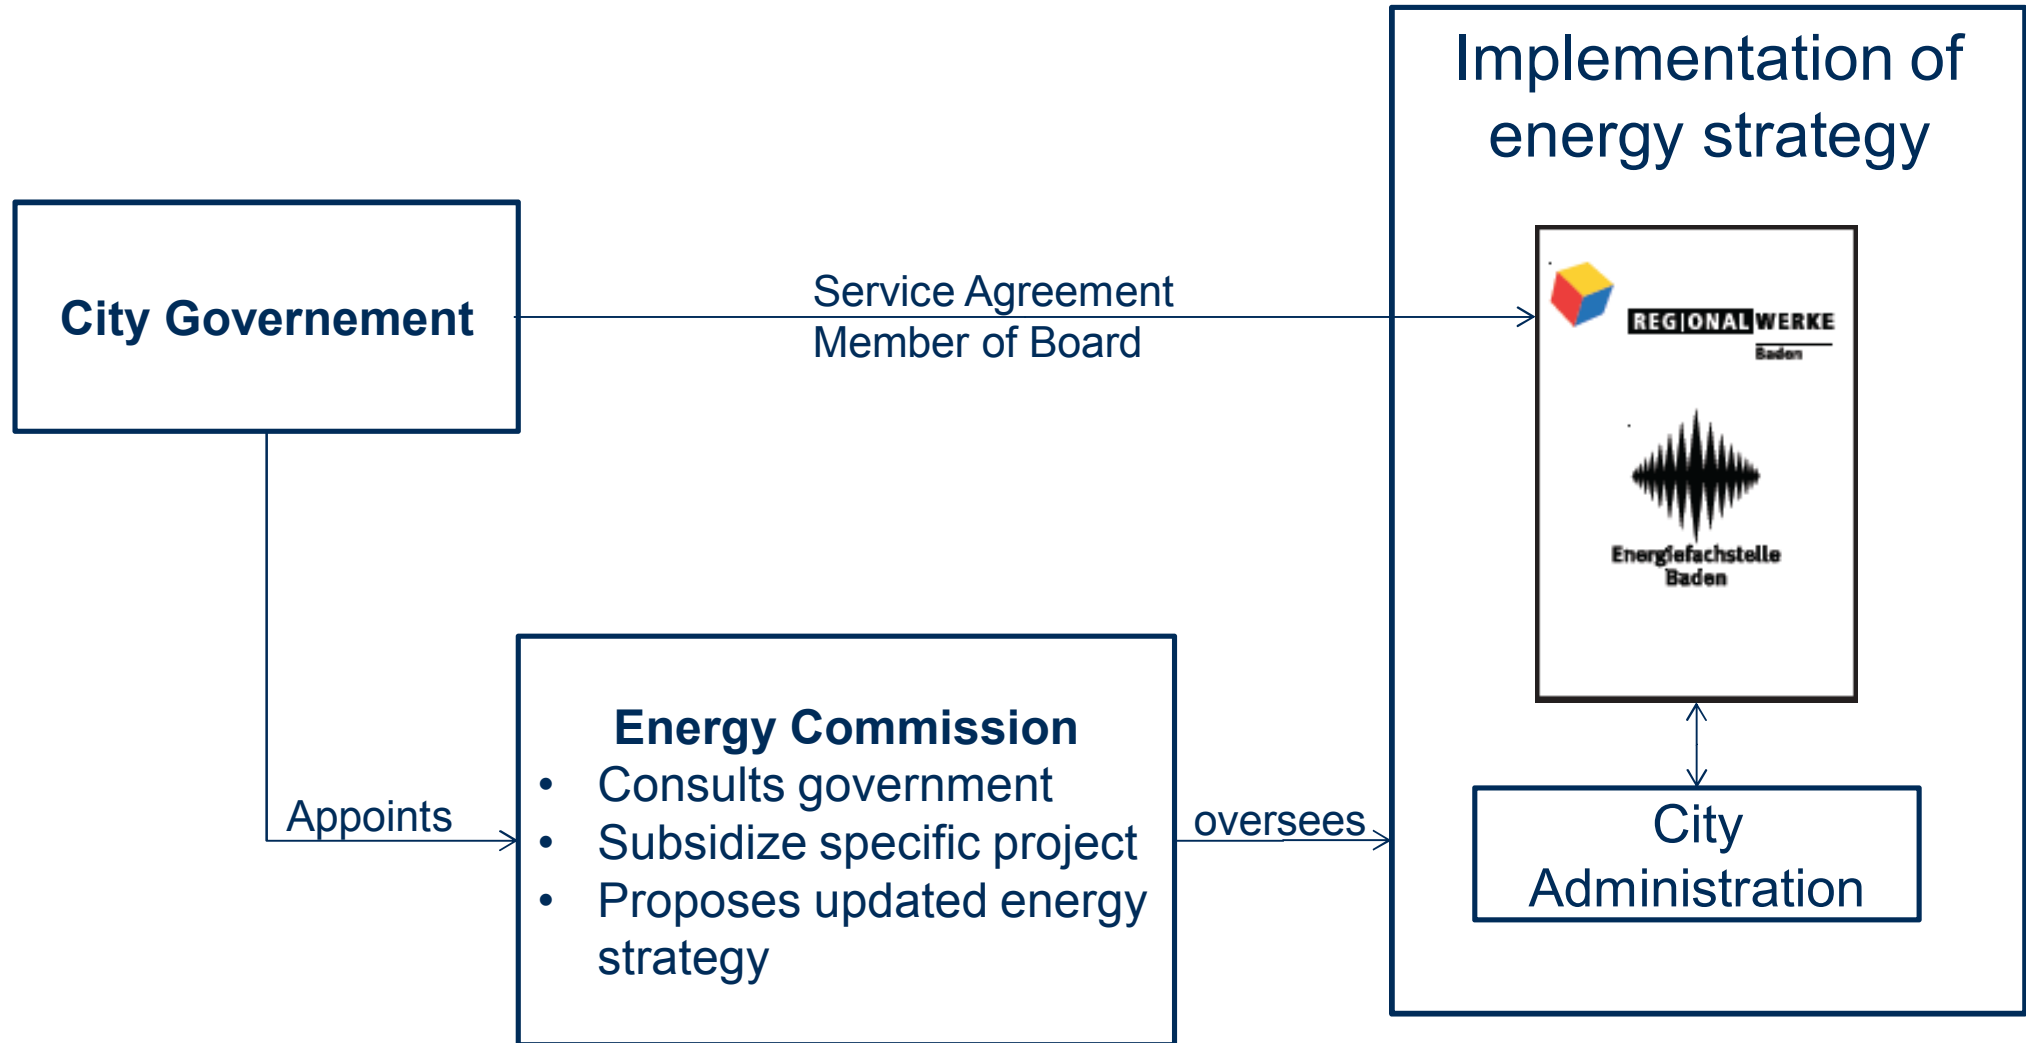 Implementation of
energy strategy
City Governement
Service Agreement
Member of Board
REGIONALWERKE
Baden
Energiefachstelle
Baden
Energy Commission
• Consults government
• Subsidize specific project
• Proposes updated energy
strategy
Appoints
oversees
City
Administration